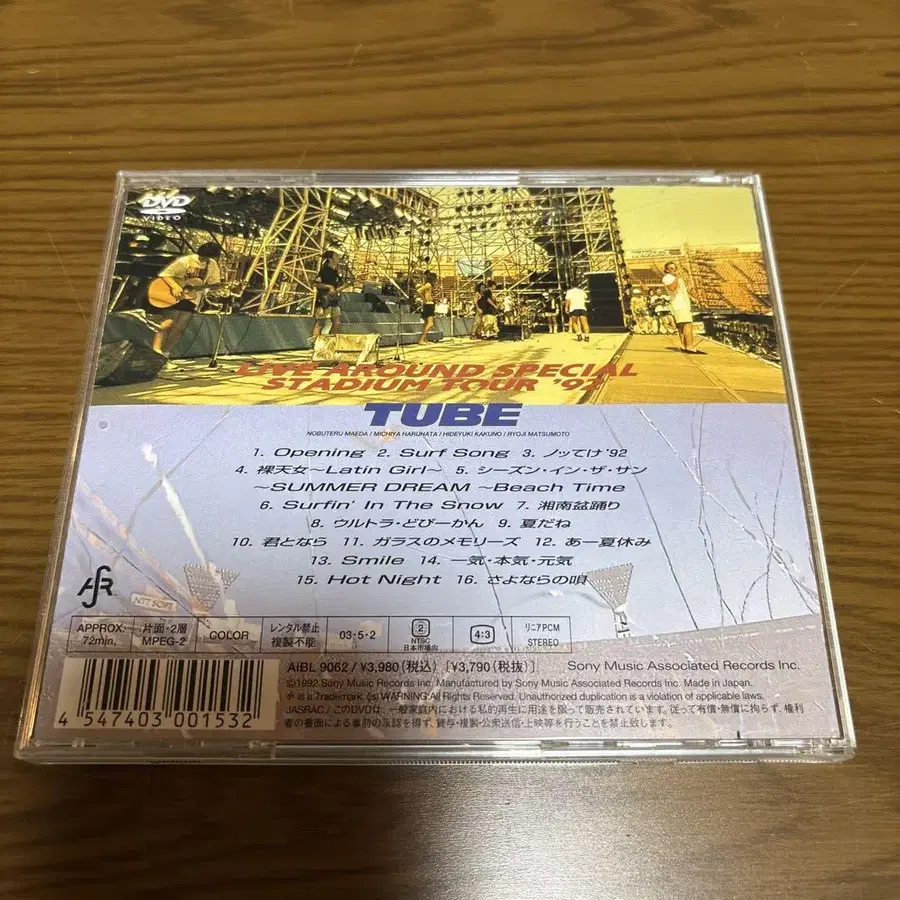 DVD
VIDEO
LIVE AROUND SPECIAL
STADIUM TOUR '92
TUBE
NOBUTERU MAEDA / MICHIYA HARUHATA / HIDEYUKI KAKUNO / RYOJI MATSUMOTO
1. Opening 2. Surf Song 3. ノッてけ'92
4. 裸天女〜Latin Girl〜 5. シーズン・イン・ザ・サン
〜SUMMER DREAM 〜Beach Time
6. Surfin' In The Snow 7. 湘南盆踊り
8. ウルトラ・どびーかん 9. 夏だね
10. 君となら 11. ガラスのメモリーズ 12. あー夏休み
13. Smile 14. 一気・本気・元気
15. Hot Night 16. さよならの唄
APPROX. 72min. 片面・2層 MPEG-2 COLOR レンタル禁止 複製不能 03・5・2 2 NTSC 日本市場向 4:3 リニアPCM STEREO
AIBL 9062 / ¥3,980(税込) [¥3,790(税抜)] Sony Music Associated Records Inc.
©1992 Sony Music Records Inc. Manufactured by Sony Music Associated Records Inc. Made in Japan.
is a Trademark. (js) WARNING: All Rights Reserved. Unauthorized duplication is a violation of applicable laws.
JASRAC / このDVDは、一般家庭内における私的再生に用途を限って販売されています。従って有償・無償に拘らず、権利
者の書面による事前の承認を得ず、貸与・複製・公衆送信・上映等を行うことを禁止致します。
4 547403 001532